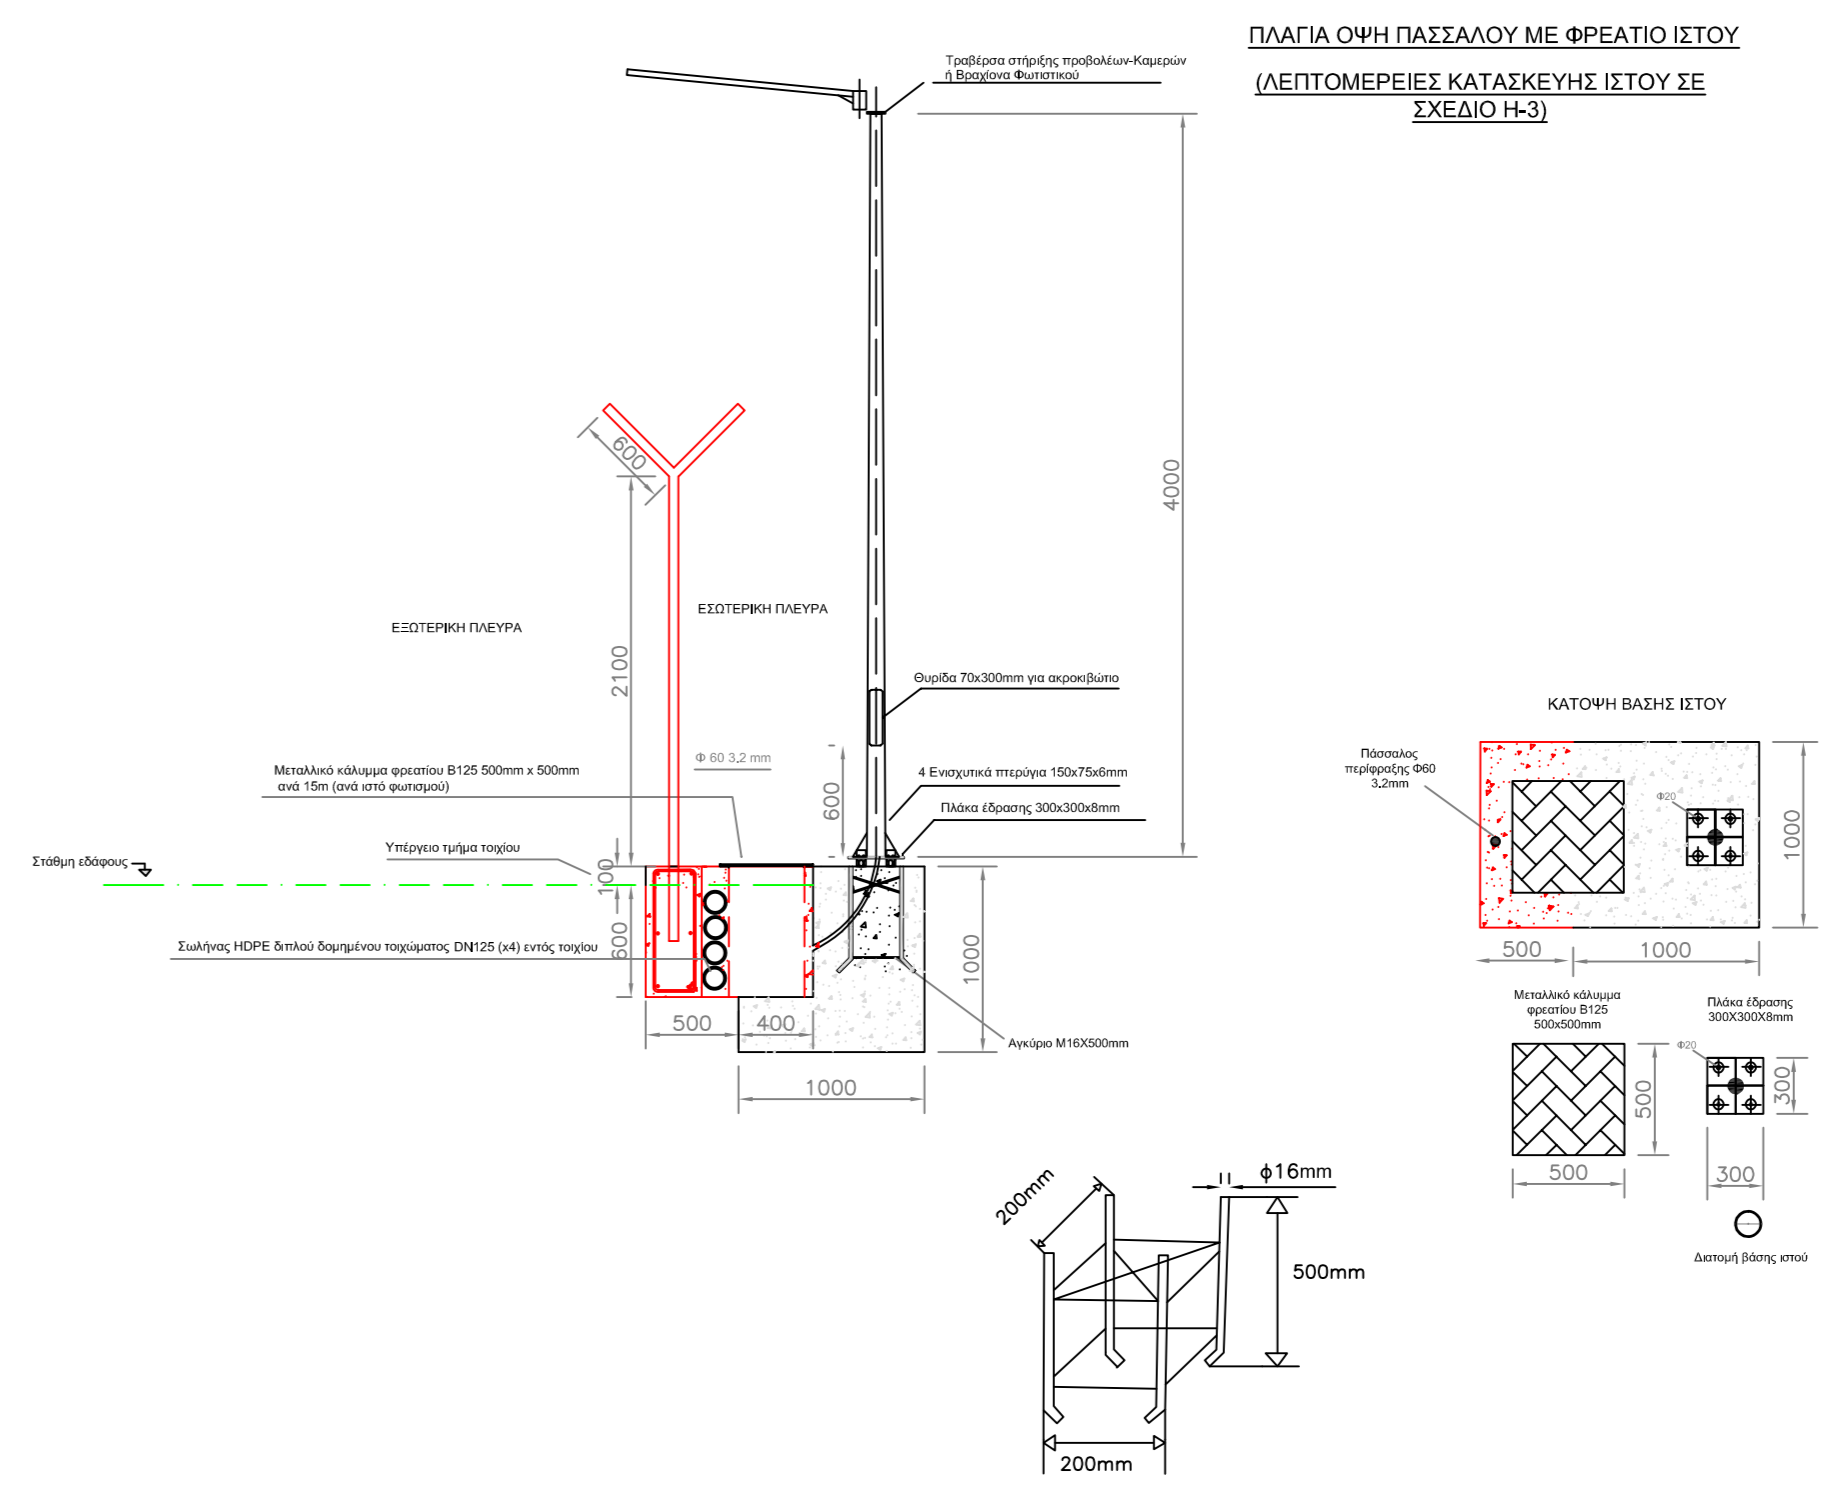 ΠΛΑΓΙΑ ΟΨΗ ΠΑΣΣΑΛΟΥ ΜΕ ΦΡΕΑΤΙΟ ΙΣΤΟΥ
(ΛΕΠΤΟΜΕΡΕΙΕΣ ΚΑΤΑΣΚΕΥΗΣ ΙΣΤΟΥ ΣΕ
ΣΧΕΔΙΟ Η-3)
Τραβέρσα στήριξης προβολέων-Καμερών
ή Βραχίονα Φωτιστικού
4000
600
2100
ΕΞΩΤΕΡΙΚΗ ΠΛΕΥΡΑ
ΕΣΩΤΕΡΙΚΗ ΠΛΕΥΡΑ
Θυρίδα 70x300mm για ακροκιβώτιο
Φ 60 3.2 mm
600
4 Ενισχυτικά πτερύγια 150x75x6mm
Πλάκα έδρασης 300x300x8mm
Μεταλλικό κάλυμμα φρεατίου Β125 500mm x 500mm
ανά 15m (ανά ιστό φωτισμού)
Υπέργειο τμήμα τοιχίου
Στάθμη εδάφους
100
600
Σωλήνας HDPE διπλού δομημένου τοιχώματος DN125 (x4) εντός τοιχίου
1000
500
400
Αγκύριο M16X500mm
1000
ΚΑΤΟΨΗ ΒΑΣΗΣ ΙΣΤΟΥ
Πάσσαλος
περίφραξης Φ60
3.2mm
Φ20
1000
500
1000
Μεταλλικό κάλυμμα
φρεατίου Β125
500x500mm
500
500
Πλάκα έδρασης
300X300X8mm
Φ20
300
300
Διατομή βάσης ιστού
200mm
ϕ16mm
500mm
200mm